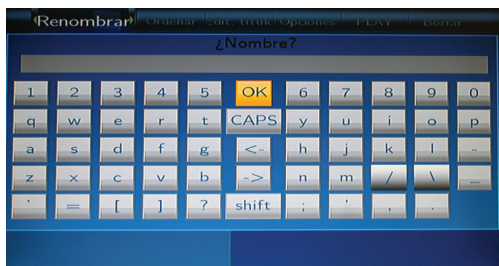 Renombrar Ordenar Edit. título Opciones PLAY Borrar
¿Nombre?
1 2 3 4 5 OK 6 7 8 9 0
q w e r t CAPS y u i o p
a s d f g <- h j k l -
z x c v b -> n m / \ _
` = [ ] ? shift ; ' , .